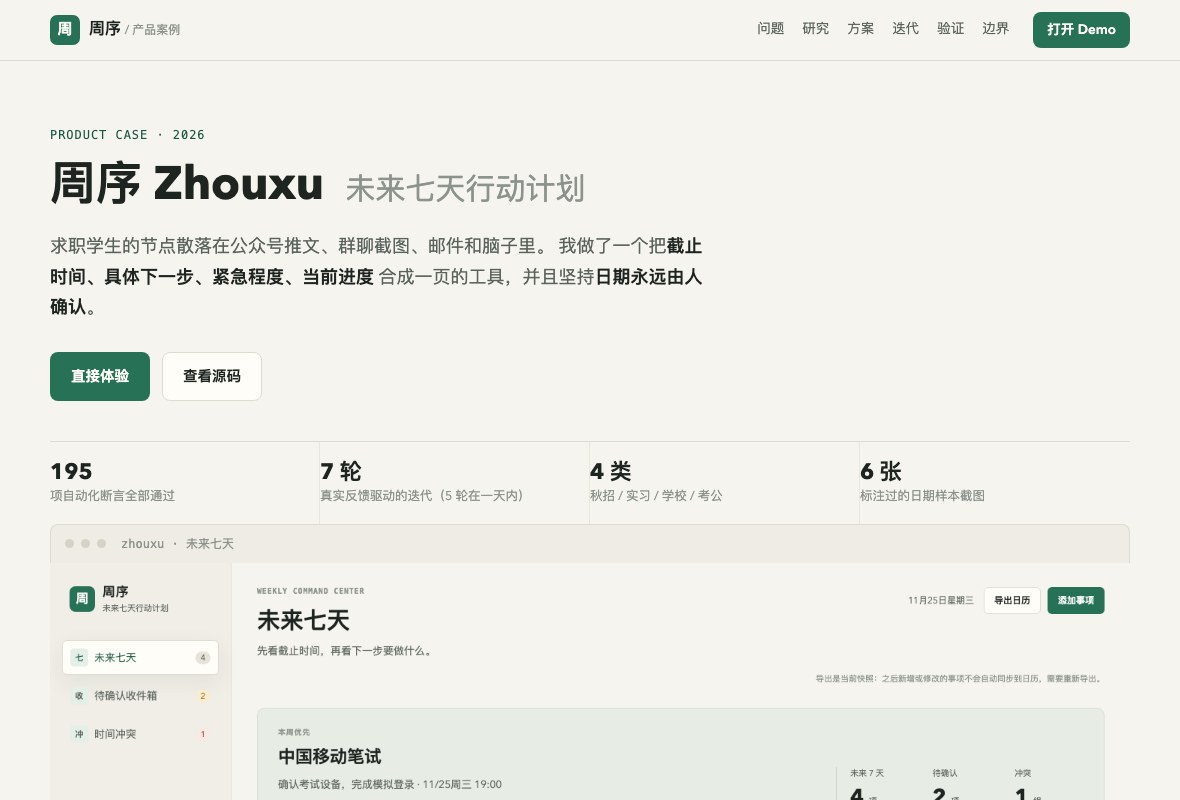 周 周序 / 产品案例
问题 研究 方案 迭代 验证 边界 打开 Demo
PRODUCT CASE · 2026
周序 Zhouxu 未来七天行动计划
求职学生的节点散落在公众号推文、群聊截图、邮件和脑子里。 我做了一个把截止
时间、具体下一步、紧急程度、当前进度 合成一页的工具，并且坚持日期永远由人
确认。
直接体验 查看源码
195 7 轮 4 类 6 张
项自动化断言全部通过 真实反馈驱动的迭代（5 轮在一天内） 秋招 / 实习 / 学校 / 考公 标注过的日期样本截图
zhouxu · 未来七天
周 周序
未来七天行动计划
七 未来七天 4
收 待确认收件箱 2
冲 时间冲突 1
WEEKLY COMMAND CENTER
未来七天
先看截止时间，再看下一步要做什么。
11月25日星期三 导出日历 添加事项
导出是当前快照：之后新增或修改的事项不会自动同步到日历，需要重新导出。
本周优先
中国移动笔试
确认考试设备，完成模拟登录 · 11/25周三 19:00
未来 7 天 待确认 冲突
4 2 1